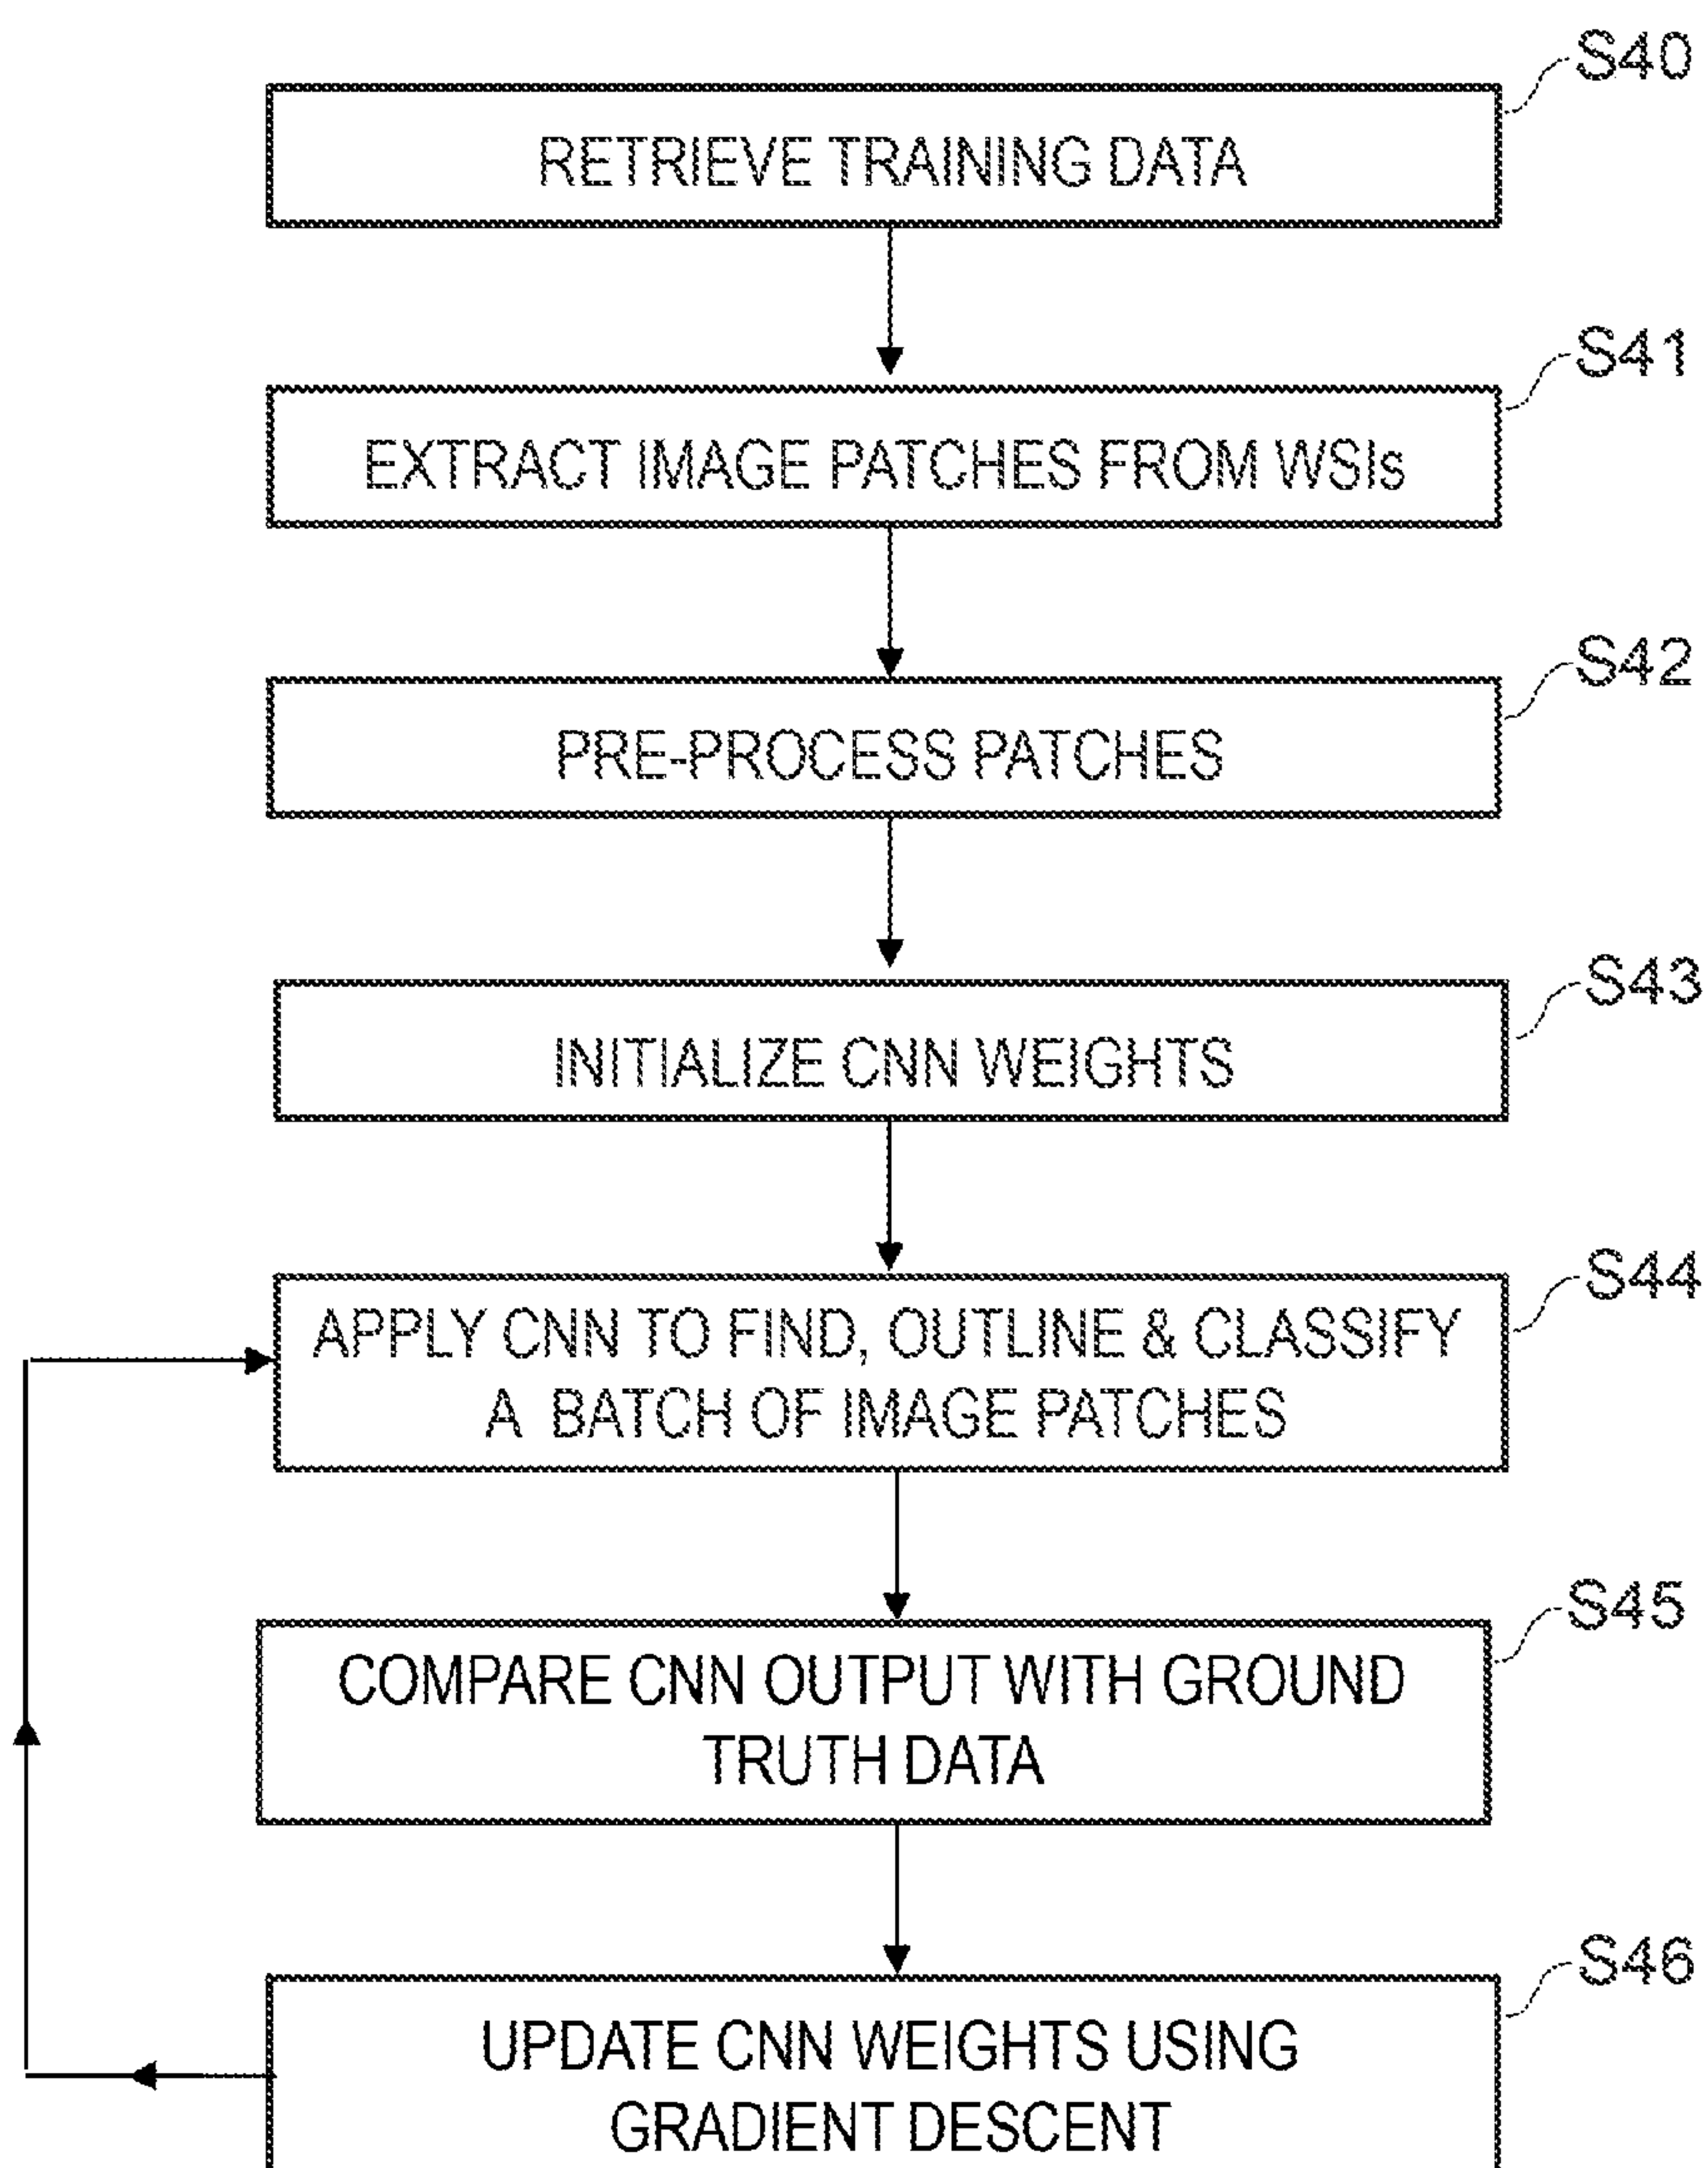 S40
RETRIEVE TRAINING DATA
S41
EXTRACT IMAGE PATCHES FROM WSIs
S42
PRE-PROCESS PATCHES
S43
INITIALIZE CNN WEIGHTS
S44
APPLY CNN TO FIND, OUTLINE & CLASSIFY
A BATCH OF IMAGE PATCHES
S45
COMPARE CNN OUTPUT WITH GROUND
TRUTH DATA
S46
UPDATE CNN WEIGHTS USING
GRADIENT DESCENT